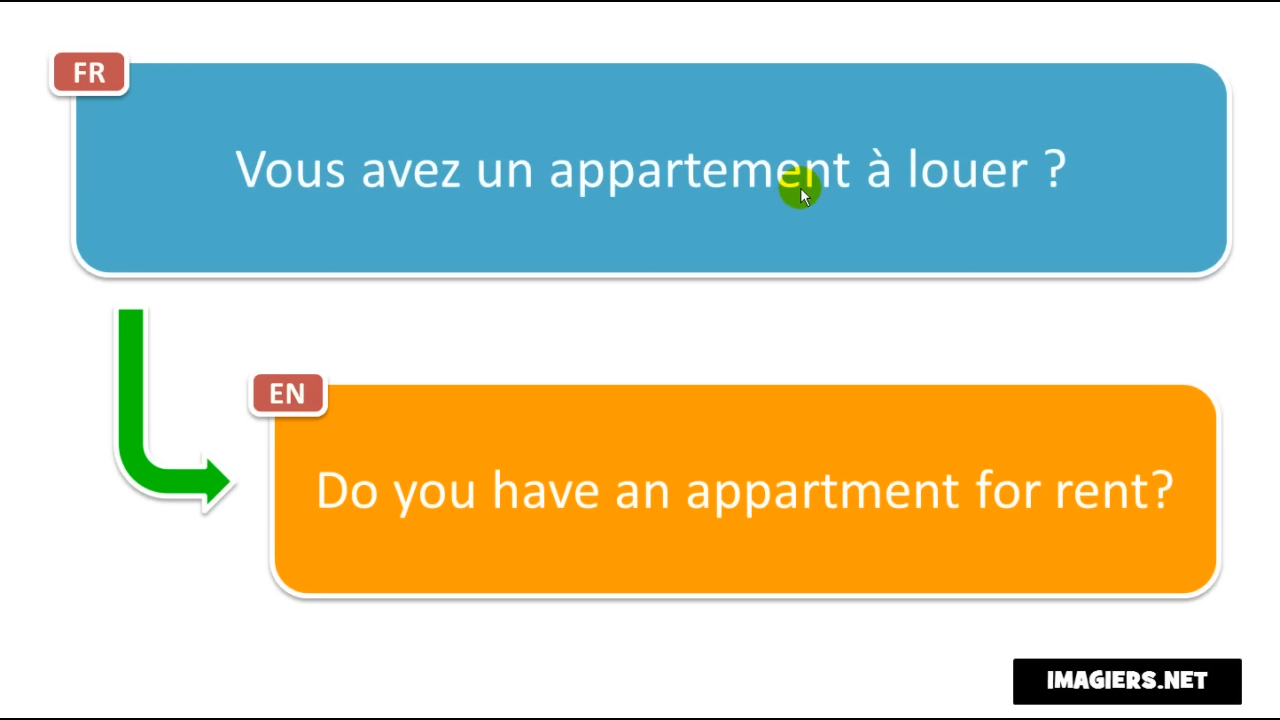 FR
Vous avez un appartement à louer ?
EN
Do you have an appartment for rent?
IMAGIERS.NET